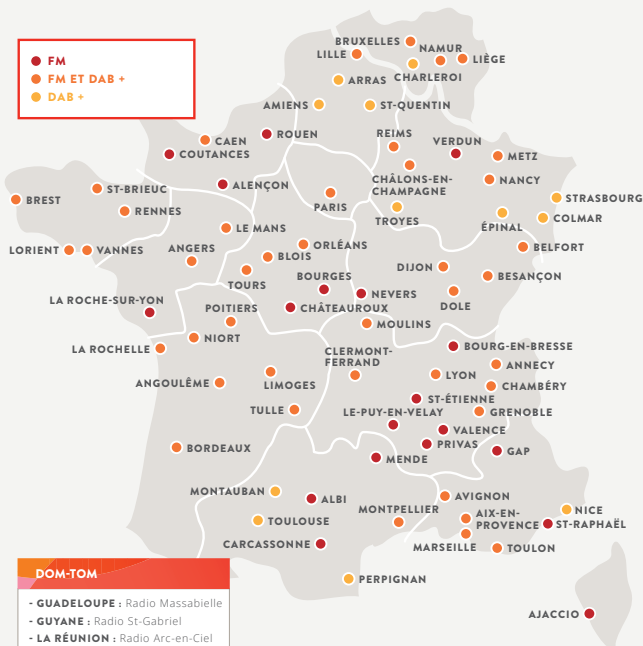 FM
FM ET DAB +
DAB +
BRUXELLES
NAMUR
LILLE
LIÈGE
CHARLEROI
ARRAS
AMIENS
ST-QUENTIN
ROUEN
REIMS
VERDUN
CAEN
COUTANCES
METZ
CHÂLONS-EN-
CHAMPAGNE
NANCY
ALENÇON
ST-BRIEUC
BREST
PARIS
STRASBOURG
RENNES
TROYES
ÉPINAL
COLMAR
LE MANS
LORIENT
VANNES
ANGERS
ORLÉANS
BLOIS
BELFORT
DIJON
TOURS
BOURGES
BESANÇON
NEVERS
DOLE
LA ROCHE-SUR-YON
POITIERS
CHÂTEAUROUX
MOULINS
NIORT
LA ROCHELLE
CLERMONT-
FERRAND
BOURG-EN-BRESSE
ANNECY
LYON
CHAMBÉRY
ANGOULÊME
LIMOGES
ST-ÉTIENNE
TULLE
LE-PUY-EN-VELAY
GRENOBLE
VALENCE
PRIVAS
BORDEAUX
MENDE
GAP
MONTAUBAN
ALBI
AVIGNON
MONTPELLIER
AIX-EN-
PROVENCE
NICE
ST-RAPHAËL
TOULOUSE
CARCASSONNE
MARSEILLE
TOULON
PERPIGNAN
AJACCIO
DOM-TOM
- GUADELOUPE : Radio Massabielle
- GUYANE : Radio St-Gabriel
- LA RÉUNION : Radio Arc-en-Ciel